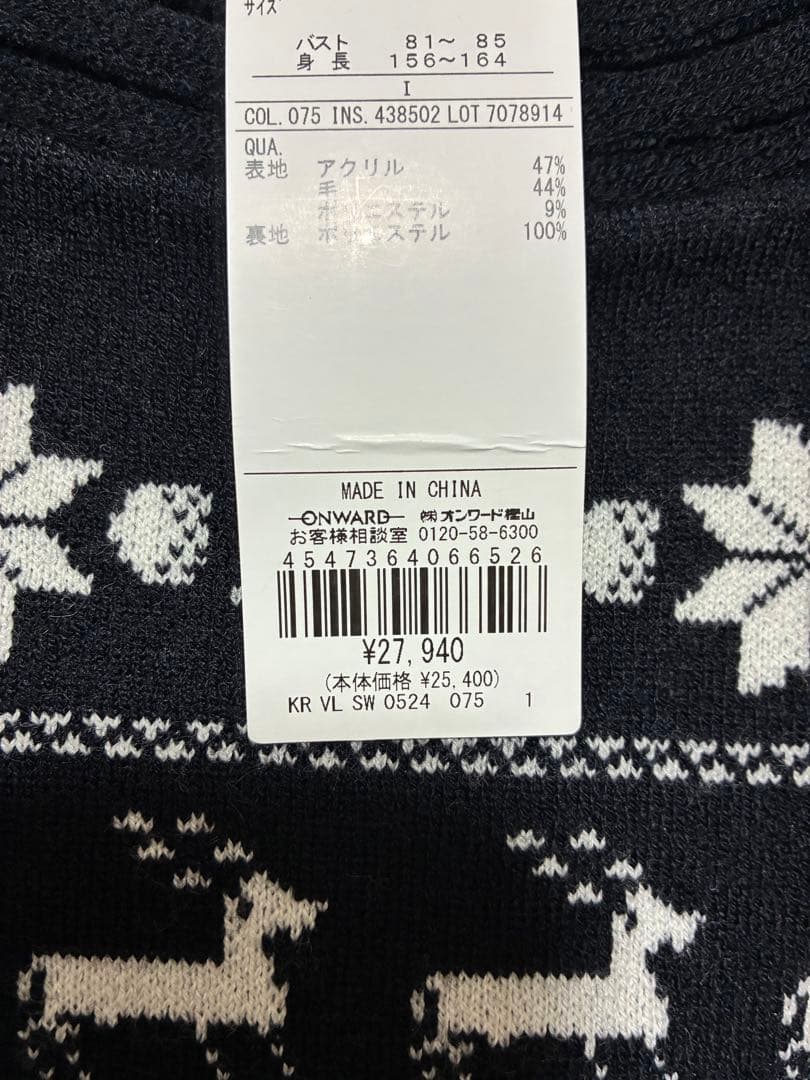 サイズ
バスト 81～ 85
身 長 156～164
I
COL. 075 INS. 438502 LOT 7078914
QUA.
表地 アクリル 47%
毛 44%
ポリエステル 9%
裏地 ポリエステル 100%
MADE IN CHINA
ONWARD ㈱オンワード樫山
お客様相談室 0120-58-6300
4547364066526
¥27,940
(本体価格 ¥25,400)
KR VL SW 0524 075 1